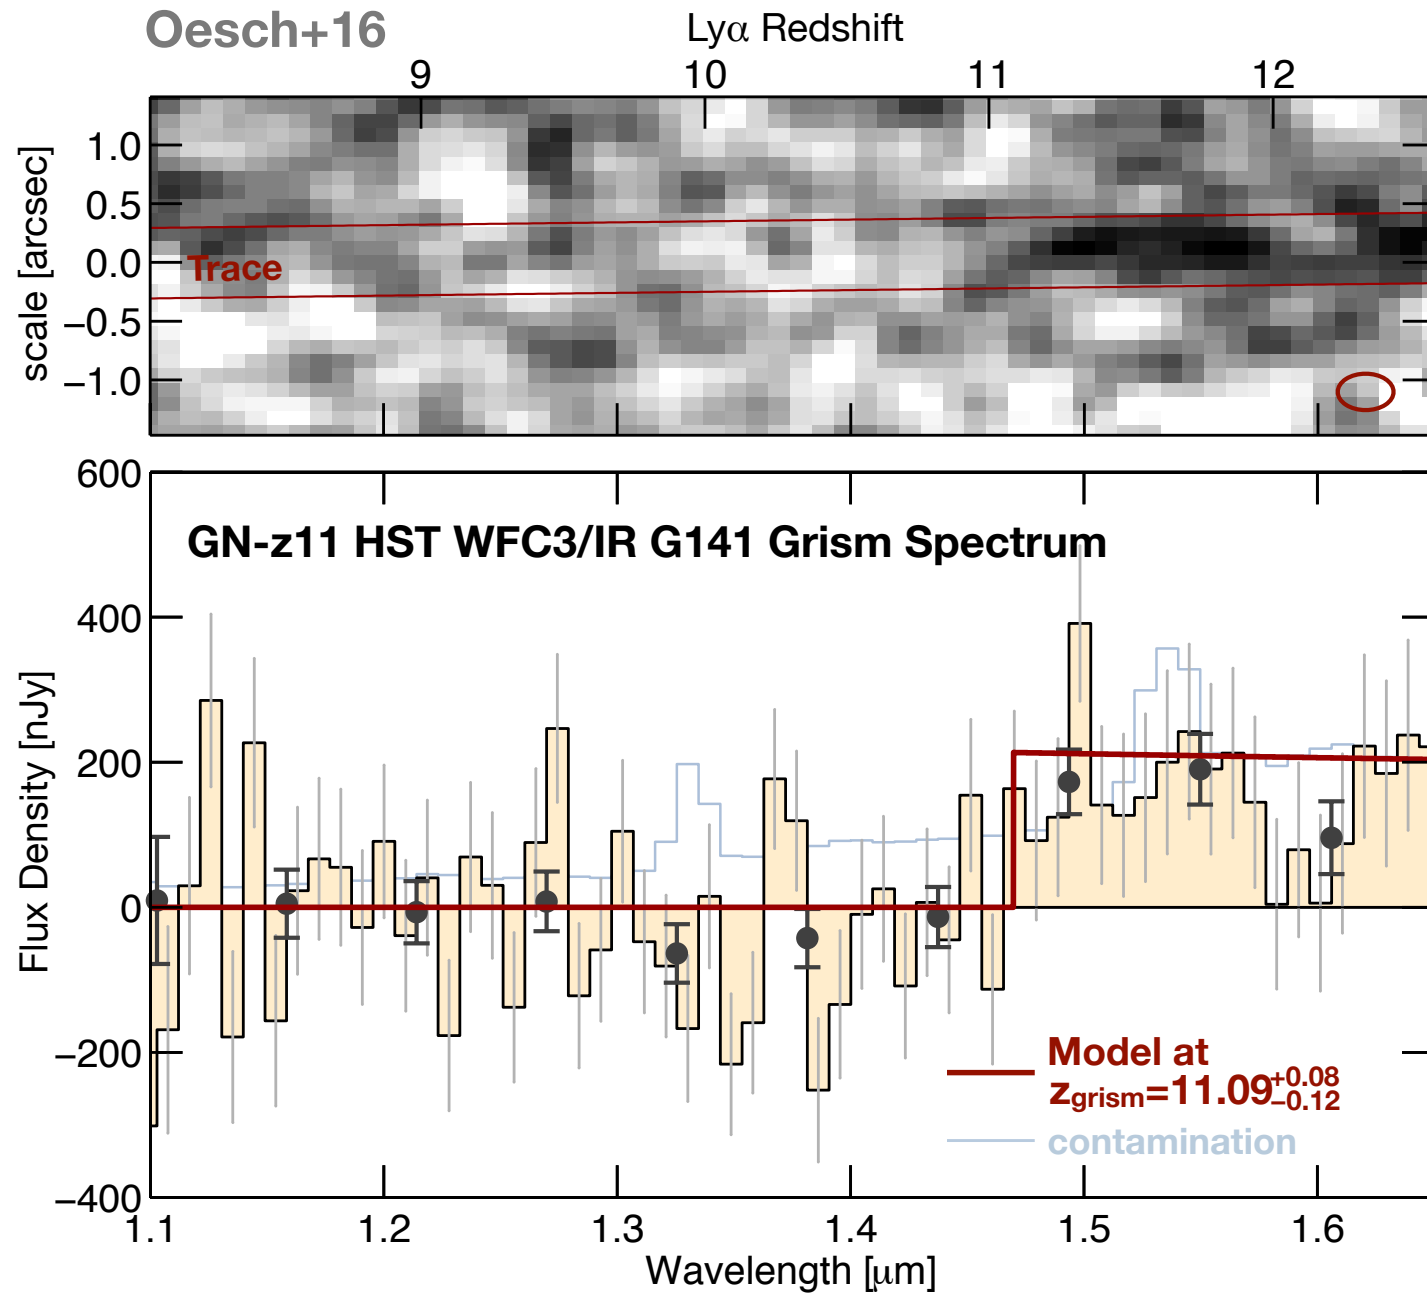 Oesch+16
Lyα Redshift
9 10 11 12
scale [arcsec]
1.0
0.5
0.0
−0.5
−1.0
Trace
GN-z11 HST WFC3/IR G141 Grism Spectrum
Flux Density [nJy]
600
400
200
0
−200
−400
Model at
z_grism=11.09+0.08 −0.12
contamination
1.1 1.2 1.3 1.4 1.5 1.6
Wavelength [μm]